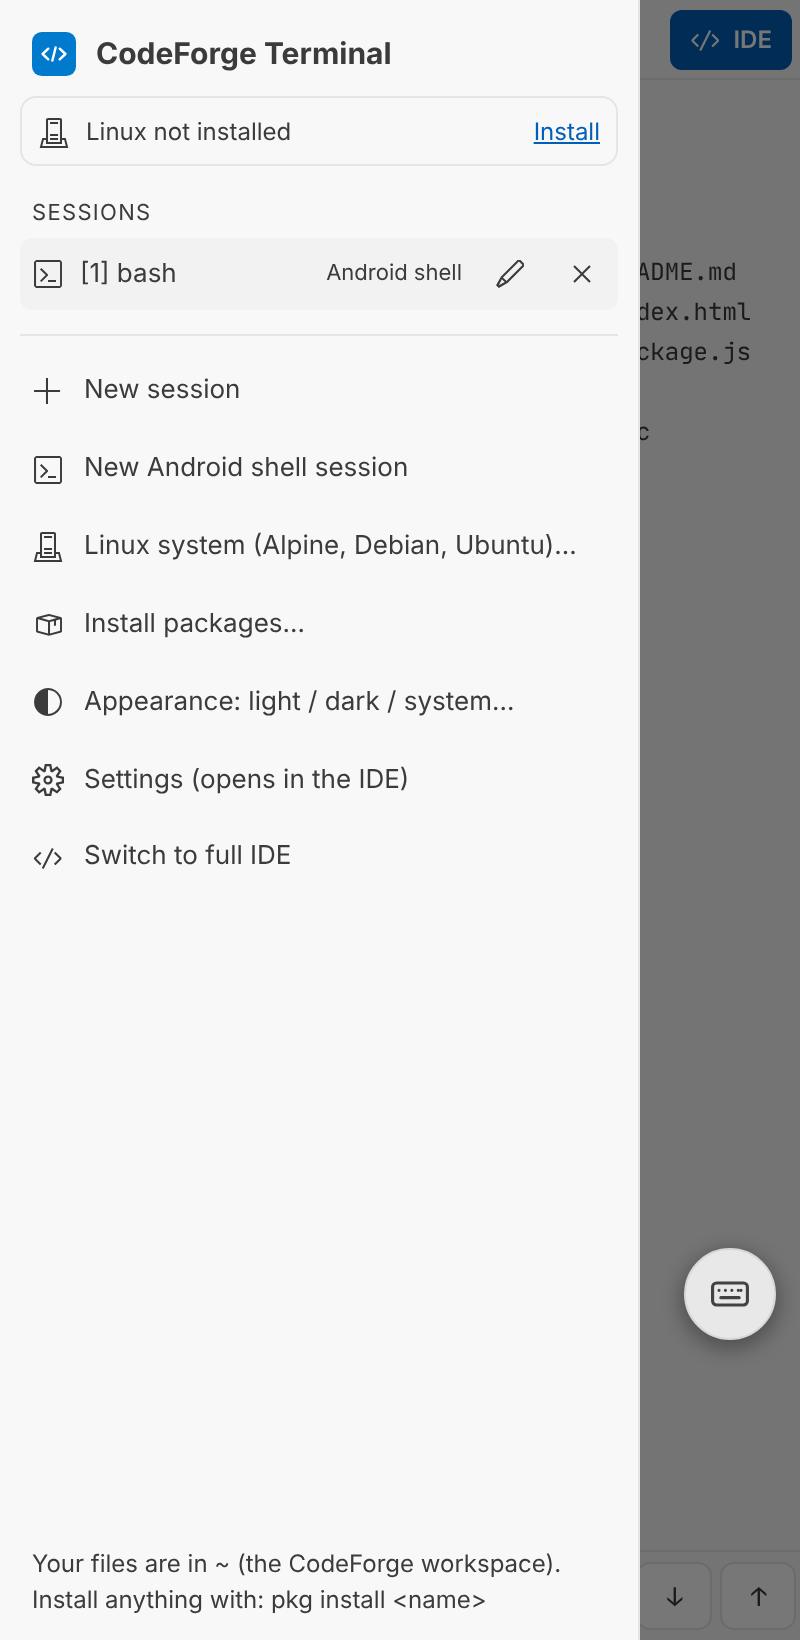 CodeForge Terminal
IDE
Linux not installed
Install
SESSIONS
[1] bash
Android shell
ADME.md
dex.html
ckage.js
c
New session
New Android shell session
Linux system (Alpine, Debian, Ubuntu)...
Install packages...
Appearance: light / dark / system...
Settings (opens in the IDE)
Switch to full IDE
Your files are in ~ (the CodeForge workspace).
Install anything with: pkg install <name>